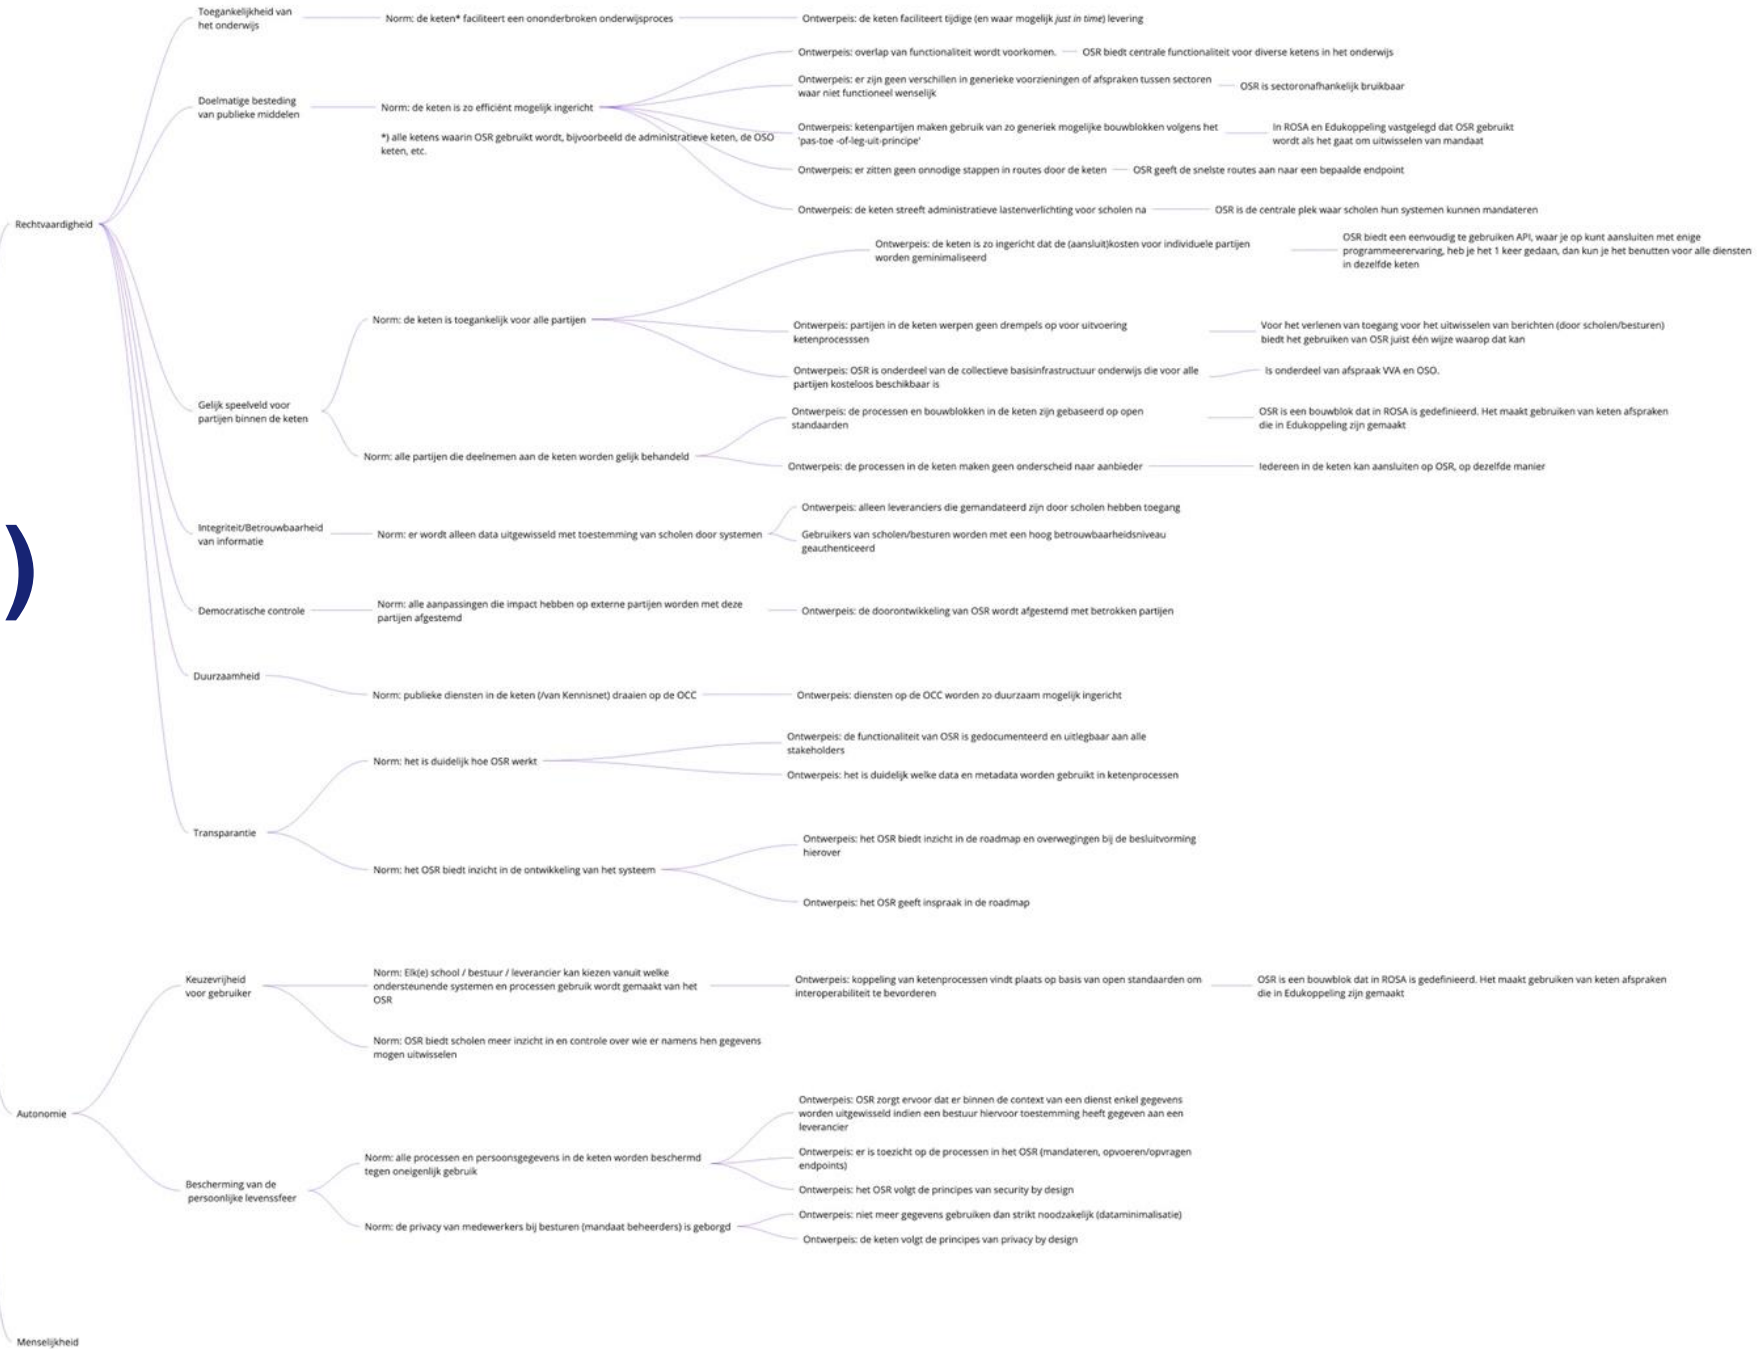 Toegankelijkheid van
het onderwijs
Norm: de keten* faciliteert een ononderbroken onderwijsproces
Ontwerpeis: de keten faciliteert tijdige (en waar mogelijk just in time) levering
Doelmatige besteding
van publieke middelen
Norm: de keten is zo efficiënt mogelijk ingericht
*) alle ketens waarin OSR gebruikt wordt, bijvoorbeeld de administratieve keten, de OSO
keten, etc.
Ontwerpeis: overlap van functionaliteit wordt voorkomen.
OSR biedt centrale functionaliteit voor diverse ketens in het onderwijs
Ontwerpeis: er zijn geen verschillen in generieke voorzieningen of afspraken tussen sectoren
waar niet functioneel wenselijk
OSR is sectoronafhankelijk bruikbaar
Ontwerpeis: ketenpartijen maken gebruik van zo generiek mogelijke bouwblokken volgens het
'pas-toe -of-leg-uit-principe'
In ROSA en Edukoppeling vastgelegd dat OSR gebruikt
wordt als het gaat om uitwisselen van mandaat
Ontwerpeis: er zitten geen onnodige stappen in routes door de keten
OSR geeft de snelste routes aan naar een bepaalde endpoint
Ontwerpeis: de keten streeft administratieve lastenverlichting voor scholen na
OSR is de centrale plek waar scholen hun systemen kunnen mandateren
Rechtvaardigheid
Gelijk speelveld voor
partijen binnen de keten
Norm: de keten is toegankelijk voor alle partijen
Ontwerpeis: de keten is zo ingericht dat de (aansluit)kosten voor individuele partijen
worden geminimaliseerd
OSR biedt een eenvoudig te gebruiken API, waar je op kunt aansluiten met enige
programmeerervaring, heb je het 1 keer gedaan, dan kun je het benutten voor alle diensten
in dezelfde keten
Ontwerpeis: partijen in de keten werpen geen drempels op voor uitvoering
ketenprocesssen
Voor het verlenen van toegang voor het uitwisselen van berichten (door scholen/besturen)
biedt het gebruiken van OSR juist één wijze waarop dat kan
Ontwerpeis: OSR is onderdeel van de collectieve basisinfrastructuur onderwijs die voor alle
partijen kosteloos beschikbaar is
Is onderdeel van afspraak VVA en OSO.
Norm: alle partijen die deelnemen aan de keten worden gelijk behandeld
Ontwerpeis: de processen en bouwblokken in de keten zijn gebaseerd op open
standaarden
OSR is een bouwblok dat in ROSA is gedefinieerd. Het maakt gebruiken van keten afspraken
die in Edukoppeling zijn gemaakt
Ontwerpeis: de processen in de keten maken geen onderscheid naar aanbieder
Iedereen in de keten kan aansluiten op OSR, op dezelfde manier
Integriteit/Betrouwbaarheid
van informatie
Norm: er wordt alleen data uitgewisseld met toestemming van scholen door systemen
Ontwerpeis: alleen leveranciers die gemandateerd zijn door scholen hebben toegang
Gebruikers van scholen/besturen worden met een hoog betrouwbaarheidsniveau
geauthenticeerd
)
Democratische controle
Norm: alle aanpassingen die impact hebben op externe partijen worden met deze
partijen afgestemd
Ontwerpeis: de doorontwikkeling van OSR wordt afgestemd met betrokken partijen
Duurzaamheid
Norm: publieke diensten in de keten (/van Kennisnet) draaien op de OCC
Ontwerpeis: diensten op de OCC worden zo duurzaam mogelijk ingericht
Transparantie
Norm: het is duidelijk hoe OSR werkt
Ontwerpeis: de functionaliteit van OSR is gedocumenteerd en uitlegbaar aan alle
stakeholders
Ontwerpeis: het is duidelijk welke data en metadata worden gebruikt in ketenprocessen
Norm: het OSR biedt inzicht in de ontwikkeling van het systeem
Ontwerpeis: het OSR biedt inzicht in de roadmap en overwegingen bij de besluitvorming
hierover
Ontwerpeis: het OSR geeft inspraak in de roadmap
Autonomie
Keuzevrijheid
voor gebruiker
Norm: Elk(e) school / bestuur / leverancier kan kiezen vanuit welke
ondersteunende systemen en processen gebruik wordt gemaakt van het
OSR
Ontwerpeis: koppeling van ketenprocessen vindt plaats op basis van open standaarden om
interoperabiliteit te bevorderen
OSR is een bouwblok dat in ROSA is gedefinieerd. Het maakt gebruiken van keten afspraken
die in Edukoppeling zijn gemaakt
Norm: OSR biedt scholen meer inzicht in en controle over wie er namens hen gegevens
mogen uitwisselen
Bescherming van de
persoonlijke levenssfeer
Norm: alle processen en persoonsgegevens in de keten worden beschermd
tegen oneigenlijk gebruik
Ontwerpeis: OSR zorgt ervoor dat er binnen de context van een dienst enkel gegevens
worden uitgewisseld indien een bestuur hiervoor toestemming heeft gegeven aan een
leverancier
Ontwerpeis: er is toezicht op de processen in het OSR (mandateren, opvoeren/opvragen
endpoints)
Ontwerpeis: het OSR volgt de principes van security by design
Norm: de privacy van medewerkers bij besturen (mandaat beheerders) is geborgd
Ontwerpeis: niet meer gegevens gebruiken dan strikt noodzakelijk (dataminimalisatie)
Ontwerpeis: de keten volgt de principes van privacy by design
Menselijkheid